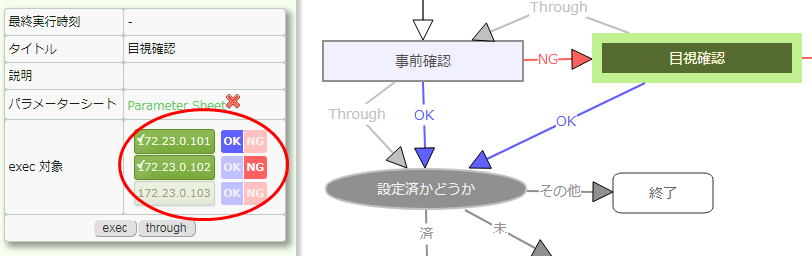 最終実行時刻 -
タイトル 目視確認
説明
パラメーターシート Parameter Sheet
exec 対象
172.23.0.101 OK NG
172.23.0.102 OK NG
172.23.0.103 OK NG
exec through
Through
事前確認
NG
目視確認
Through
OK
OK
設定済かどうか
その他
終了
済
未